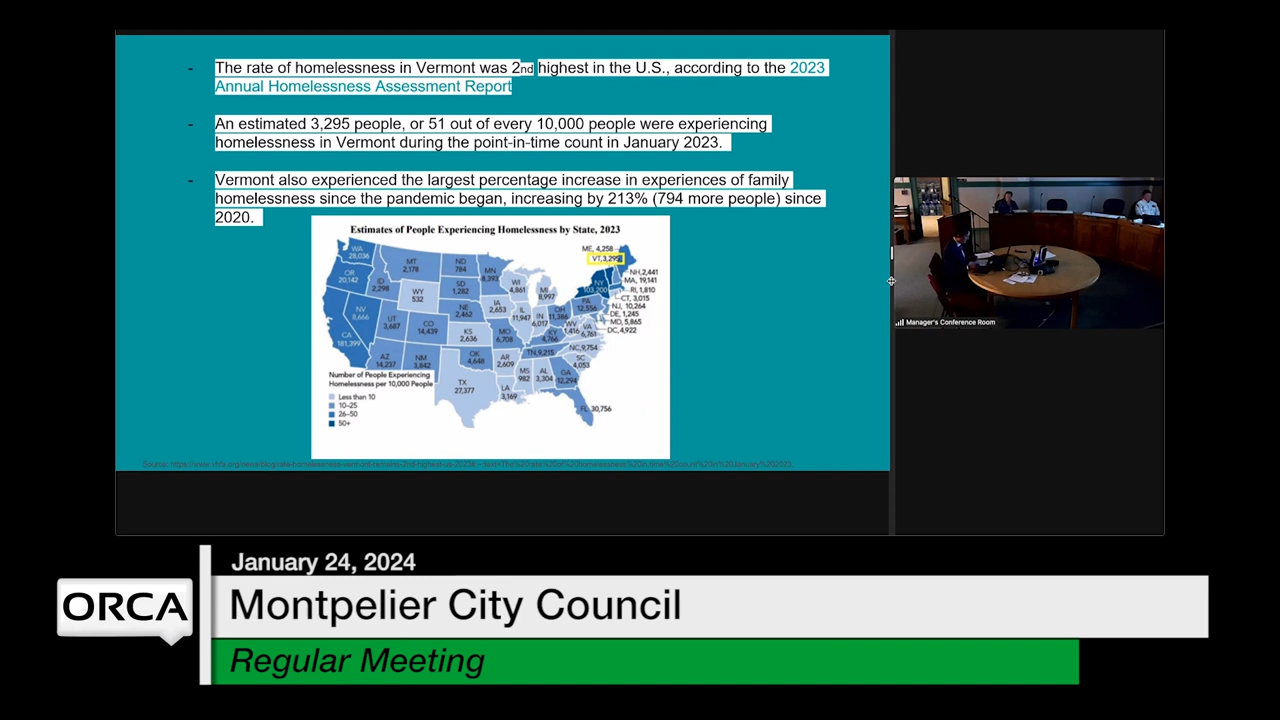 - The rate of homelessness in Vermont was 2nd highest in the U.S., according to the 2023
Annual Homelessness Assessment Report
- An estimated 3,295 people, or 51 out of every 10,000 people were experiencing
homelessness in Vermont during the point-in-time count in January 2023.
- Vermont also experienced the largest percentage increase in experiences of family
homelessness since the pandemic began, increasing by 213% (794 more people) since
2020.
Estimates of People Experiencing Homelessness by State, 2023
WA 28,036
OR 20,142
ID 2,298
MT 2,178
ND 784
MN 8,393
WI 4,861
MI 8,997
ME, 4,258
VT, 3,295
NH, 2,441
MA, 19,141
RI, 1,810
CT, 3,015
NJ, 10,264
DE, 1,245
MD, 5,865
DC, 4,922
NY 103,200
PA 12,556
NV 8,666
CA 181,399
WY 532
SD 1,282
NE 2,462
IA 2,653
IL 11,947
IN 6,017
OH 11,386
WV 1,416
VA 6,761
UT 3,687
CO 14,439
KS 2,636
MO 6,708
KY 4,766
NC, 9,754
TN, 9,215
SC 4,053
AZ 14,237
NM 3,842
OK 4,648
AR 2,609
MS 982
AL 3,304
GA 12,294
TX 27,377
LA 3,169
FL 30,756
Number of People Experiencing
Homelessness per 10,000 People
Less than 10
10–25
26–50
50+
Manager's Conference Room
January 24, 2024
ORCA
Montpelier City Council
Regular Meeting